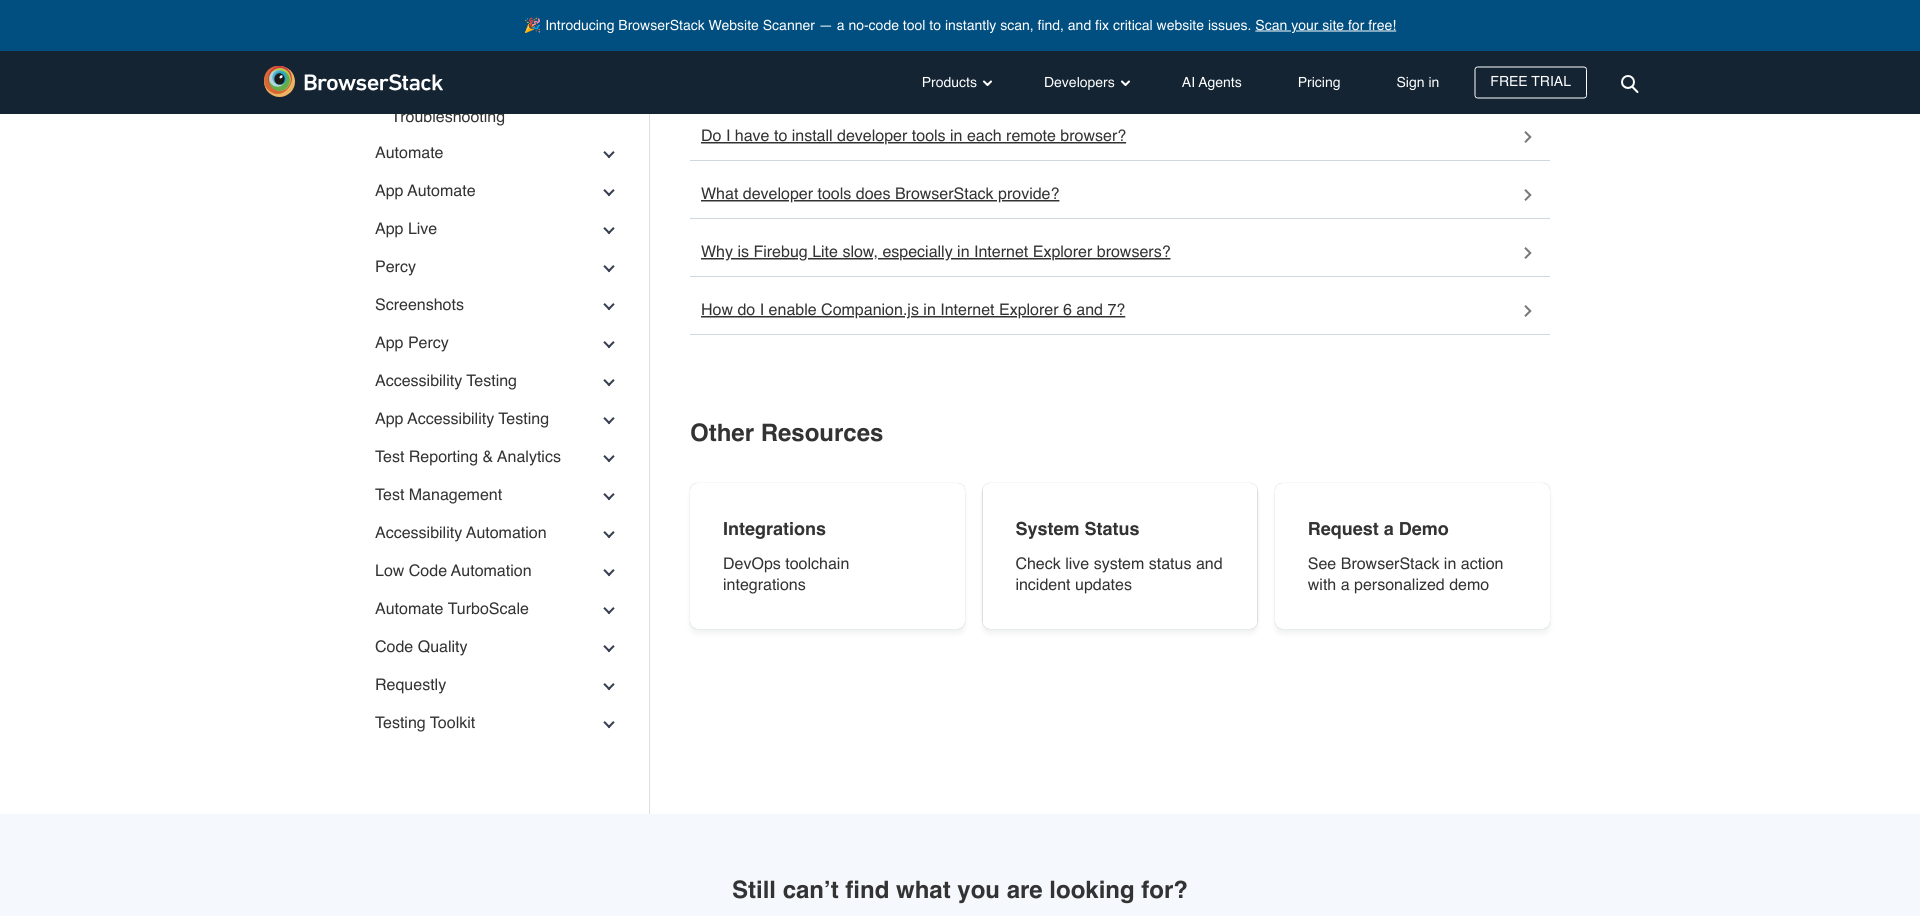 🎉 Introducing BrowserStack Website Scanner — a no-code tool to instantly scan, find, and fix critical website issues. Scan your site for free!
BrowserStack
Products
Developers
AI Agents
Pricing
Sign in
FREE TRIAL
Troubleshooting
Automate
App Automate
App Live
Percy
Screenshots
App Percy
Accessibility Testing
App Accessibility Testing
Test Reporting & Analytics
Test Management
Accessibility Automation
Low Code Automation
Automate TurboScale
Code Quality
Requestly
Testing Toolkit
Do I have to install developer tools in each remote browser?
What developer tools does BrowserStack provide?
Why is Firebug Lite slow, especially in Internet Explorer browsers?
How do I enable Companion.js in Internet Explorer 6 and 7?
Other Resources
Integrations
DevOps toolchain
integrations
System Status
Check live system status and
incident updates
Request a Demo
See BrowserStack in action
with a personalized demo
Still can’t find what you are looking for?